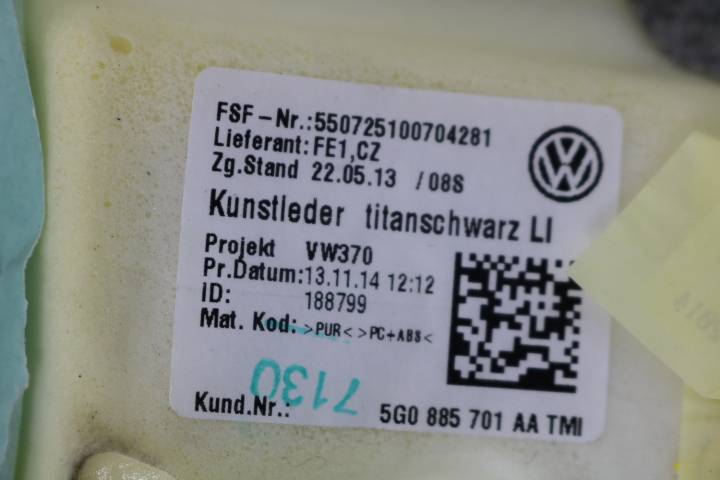 FSF-Nr.:550725100704281
Lieferant:FE1,CZ
Zg.Stand 22.05.13 /08S
Kunstleder titanschwarz LI
Projekt VW370
Pr.Datum:13.11.14 12:12
ID: 188799
Mat. Kod: >PUR< >PC+ABS<
7130
Kund.Nr.: 5G0 885 701 AA TMI